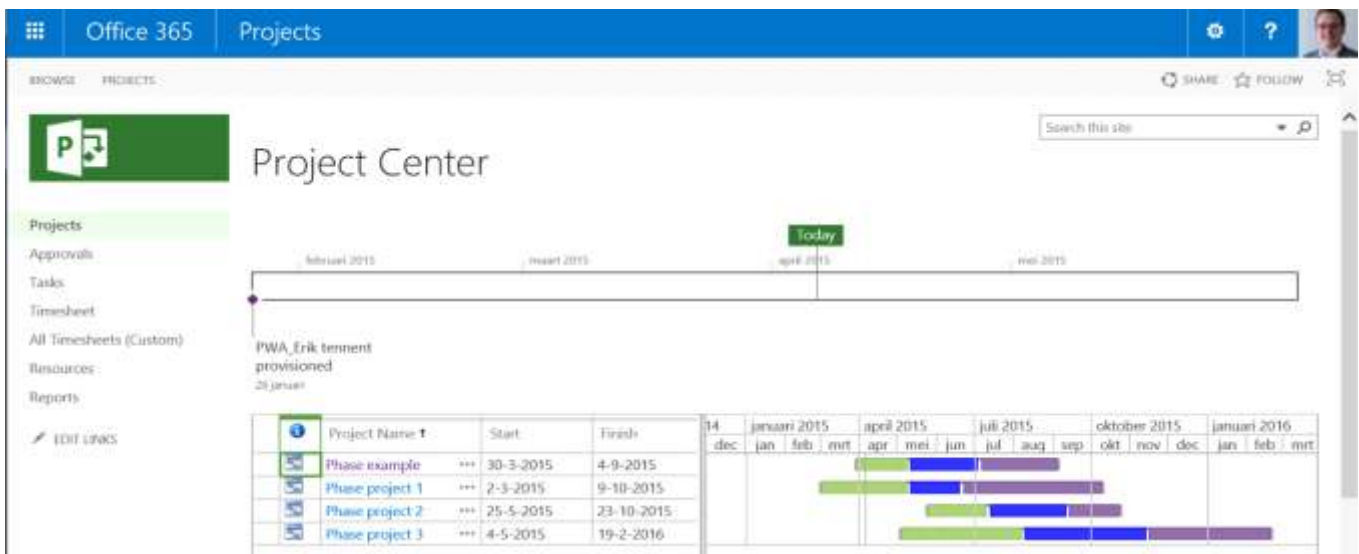 Office 365 Projects ?
BROWSE PROJECTS SHARE FOLLOW
Search this site
P
Project Center
Projects
Approvals
Tasks
Timesheet
All Timesheets (Custom)
Resources
Reports
EDIT LINKS
Today
februari 2015 maart 2015 april 2015 mei 2015
PWA_Erik tennent
provisioned
28 januari
14 januari 2015 april 2015 juli 2015 oktober 2015 januari 2016
Project Name Start Finish dec jan feb mrt apr mei jun jul aug sep okt nov dec jan feb mrt
Phase example ... 30-3-2015 4-9-2015
Phase project 1 ... 2-3-2015 9-10-2015
Phase project 2 ... 25-5-2015 23-10-2015
Phase project 3 ... 4-5-2015 19-2-2016